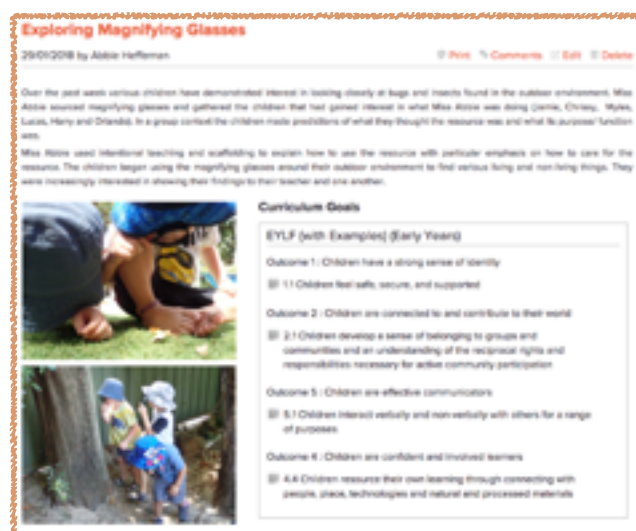 Exploring Magnifying Glasses
29/01/2018 by Abbie Heffernan
Print Comments Edit Delete
Over the past week various children have demonstrated interest in looking closely at bugs and insects found in the outdoor environment. Miss
Abbie sourced magnifying glasses and gathered the children that had gained interest in what Miss Abbie was doing (Jamie, Chrissy, Myles,
Lucas, Harry and Orlando). In a group context the children made predictions of what they thought the resource was and what its purpose/ function
was.
Miss Abbie used intentional teaching and scaffolding to explain how to use the resource with particular emphasis on how to care for the
resource. The children began using the magnifying glasses around their outdoor environment to find various living and non living things. They
were increasingly interested in showing their findings to their teacher and one another.
Curriculum Goals
EYLF (with Examples) (Early Years)
Outcome 1 : Children have a strong sense of identity
1.1 Children feel safe, secure, and supported
Outcome 2 : Children are connected to and contribute to their world
2.1 Children develop a sense of belonging to groups and
communities and an understanding of the reciprocal rights and
responsibilities necessary for active community participation
Outcome 5 : Children are effective communicators
5.1 Children interact verbally and non-verbally with others for a range
of purposes
Outcome 4 : Children are confident and involved learners
4.4 Children resource their own learning through connecting with
people, place, technologies and natural and processed materials